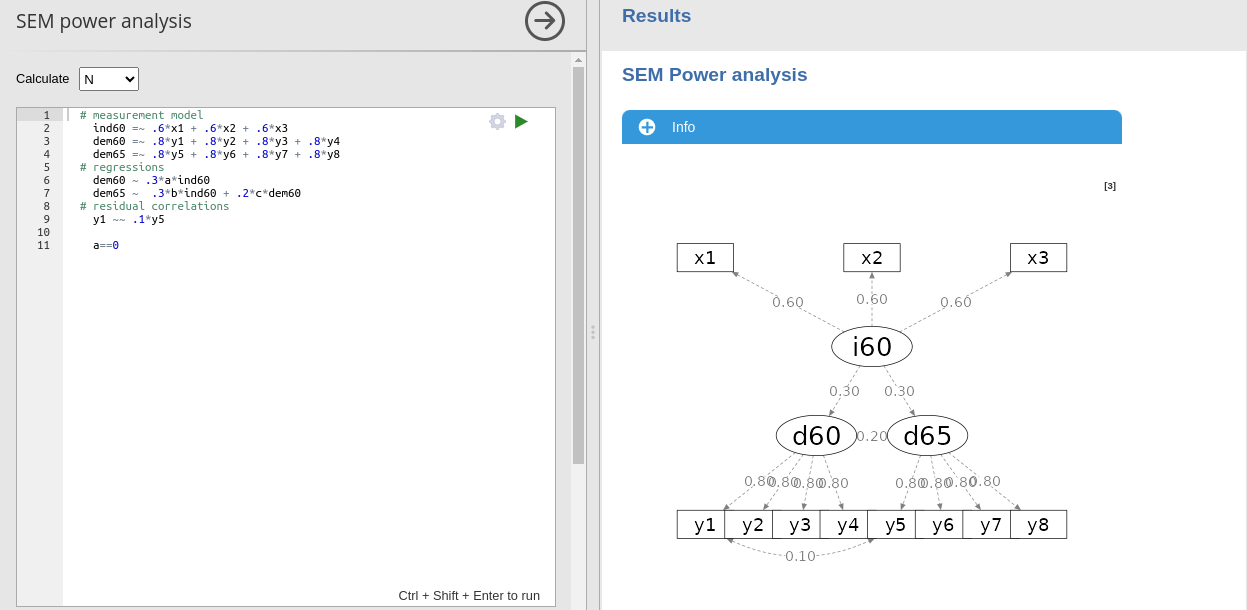 SEM power analysis
Calculate N
1 # measurement model
2 ind60 =~ .6*x1 + .6*x2 + .6*x3
3 dem60 =~ .8*y1 + .8*y2 + .8*y3 + .8*y4
4 dem65 =~ .8*y5 + .8*y6 + .8*y7 + .8*y8
5 # regressions
6 dem60 ~ .3*a*ind60
7 dem65 ~  .3*b*ind60 + .2*c*dem60
8 # residual correlations
9 y1 ~~ .1*y5
10
11 a==0
Ctrl + Shift + Enter to run
Results
SEM Power analysis
Info
[3]
x1 x2 x3
0.60 0.60 0.60
i60
0.30 0.30
d60 0.20 d65
0.80 0.80 0.80 0.80 0.80 0.80 0.80 0.80
y1 y2 y3 y4 y5 y6 y7 y8
0.10